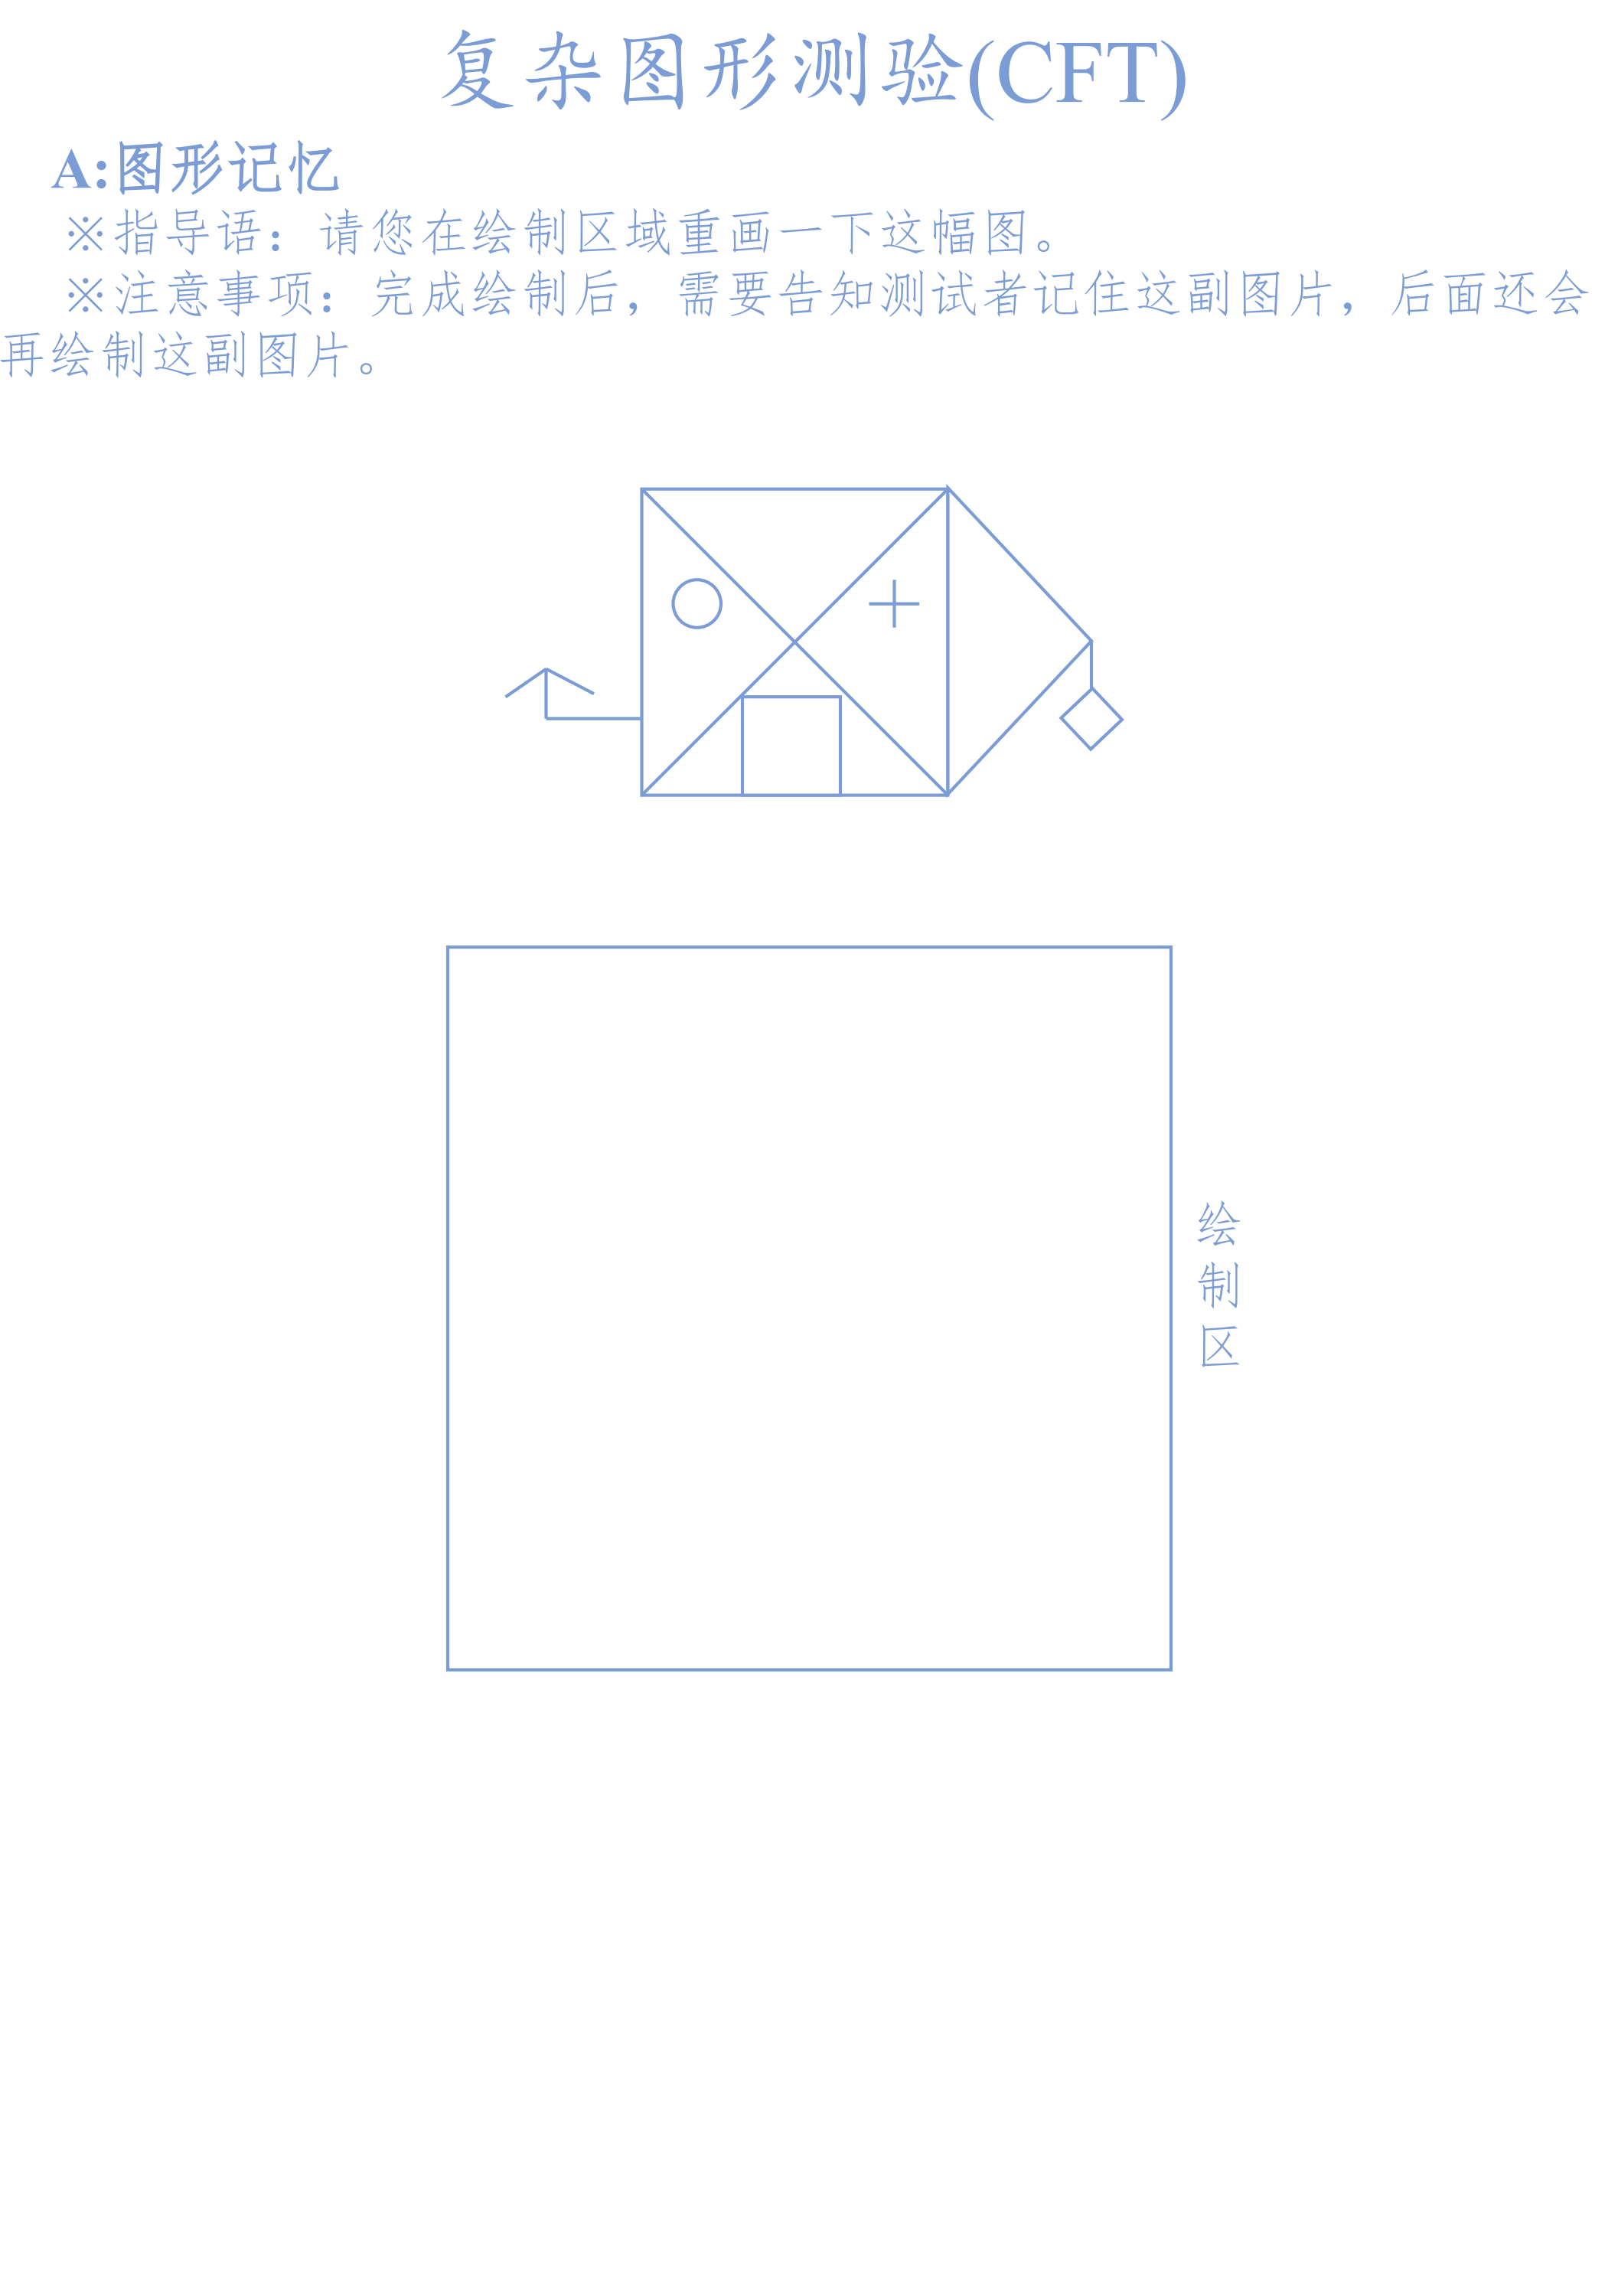 复杂图形测验(CFT)
A:图形记忆
※指导语：请您在绘制区域重画一下这幅图。
※注意事项：完成绘制后，需要告知测试者记住这副图片，后面还会
再绘制这副图片。
绘
制
区